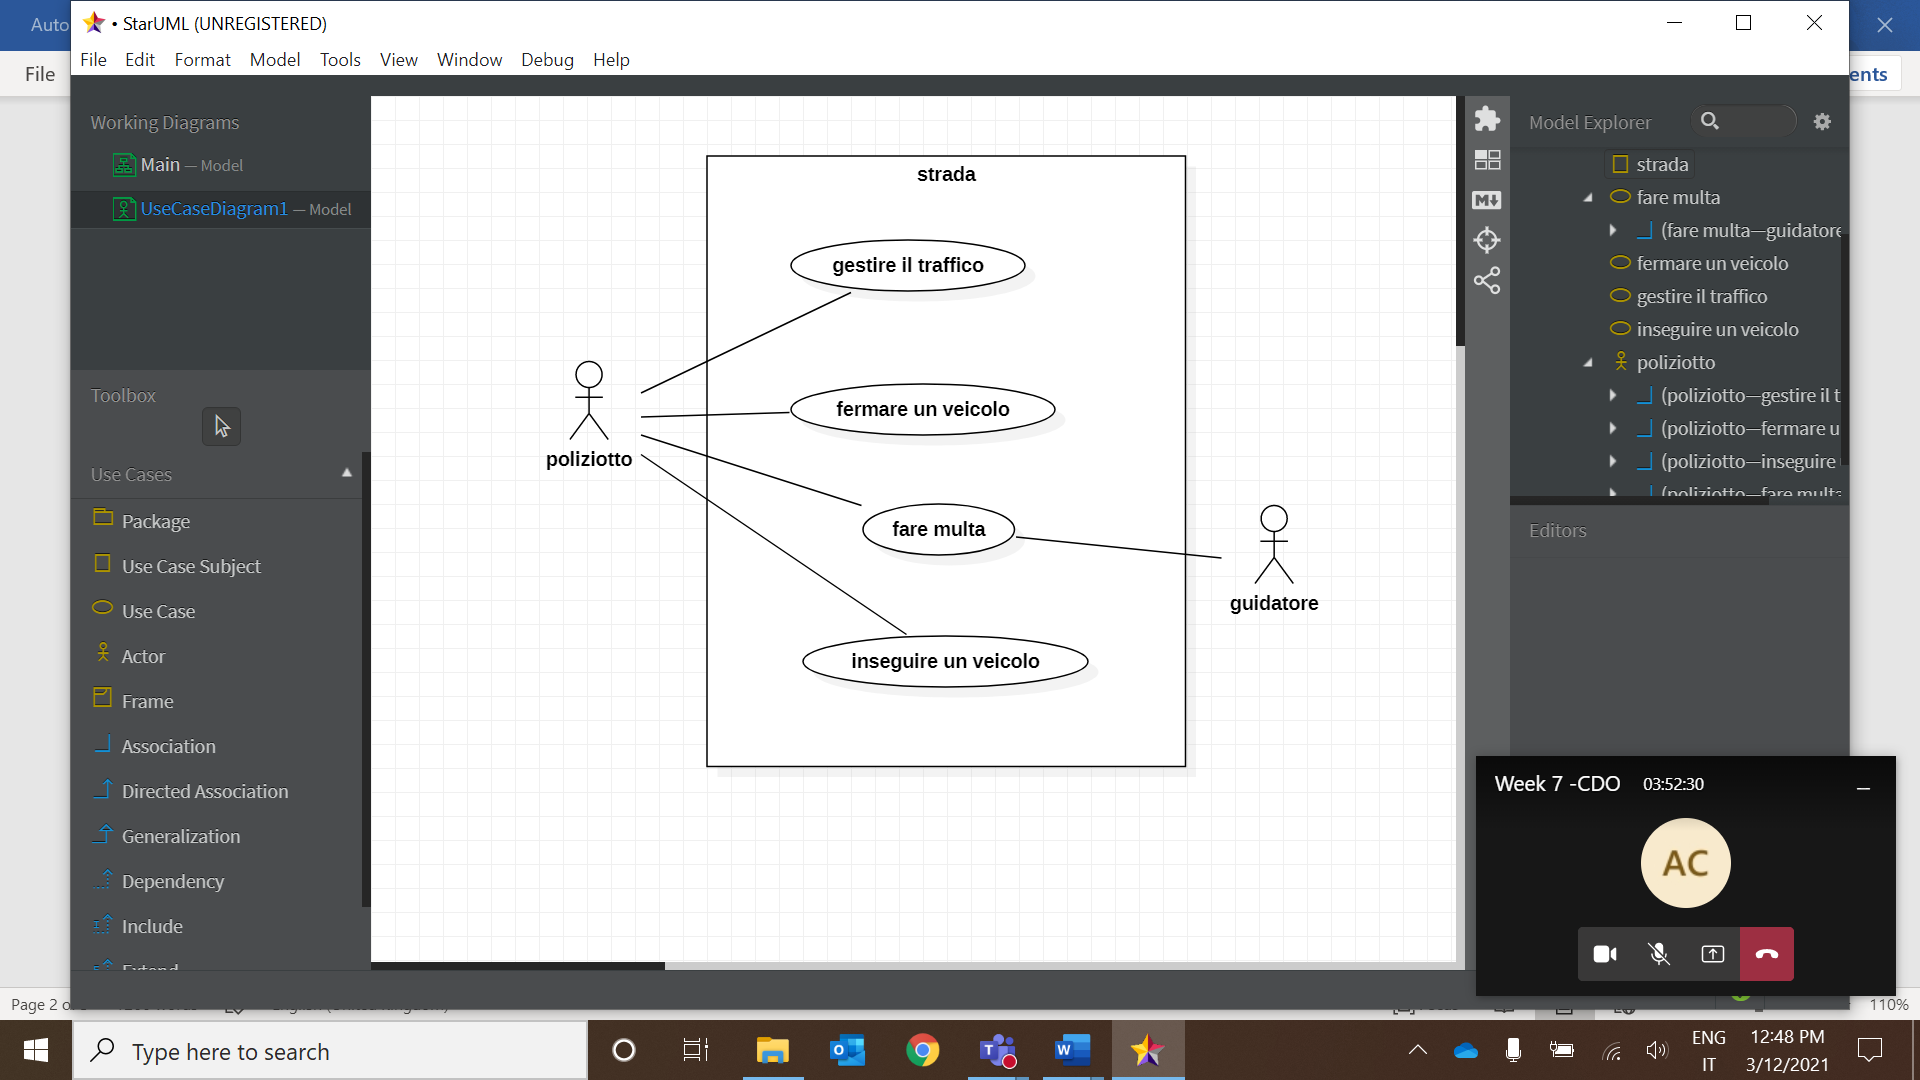 Auto
• StarUML (UNREGISTERED)
File Edit Format Model Tools View Window Debug Help
File
ents
Working Diagrams
Main — Model
UseCaseDiagram1 — Model
Toolbox
Use Cases
Package
Use Case Subject
Use Case
Actor
Frame
Association
Directed Association
Generalization
Dependency
Include
Extend
strada
gestire il traffico
fermare un veicolo
poliziotto
fare multa
guidatore
inseguire un veicolo
Model Explorer
strada
fare multa
(fare multa—guidatore
fermare un veicolo
gestire il traffico
inseguire un veicolo
poliziotto
(poliziotto—gestire il t
(poliziotto—fermare u
(poliziotto—inseguire
(poliziotto—fare multa
Editors
Week 7 -CDO 03:52:30
AC
Page 2 o
110%
Type here to search
ENG
IT
12:48 PM
3/12/2021